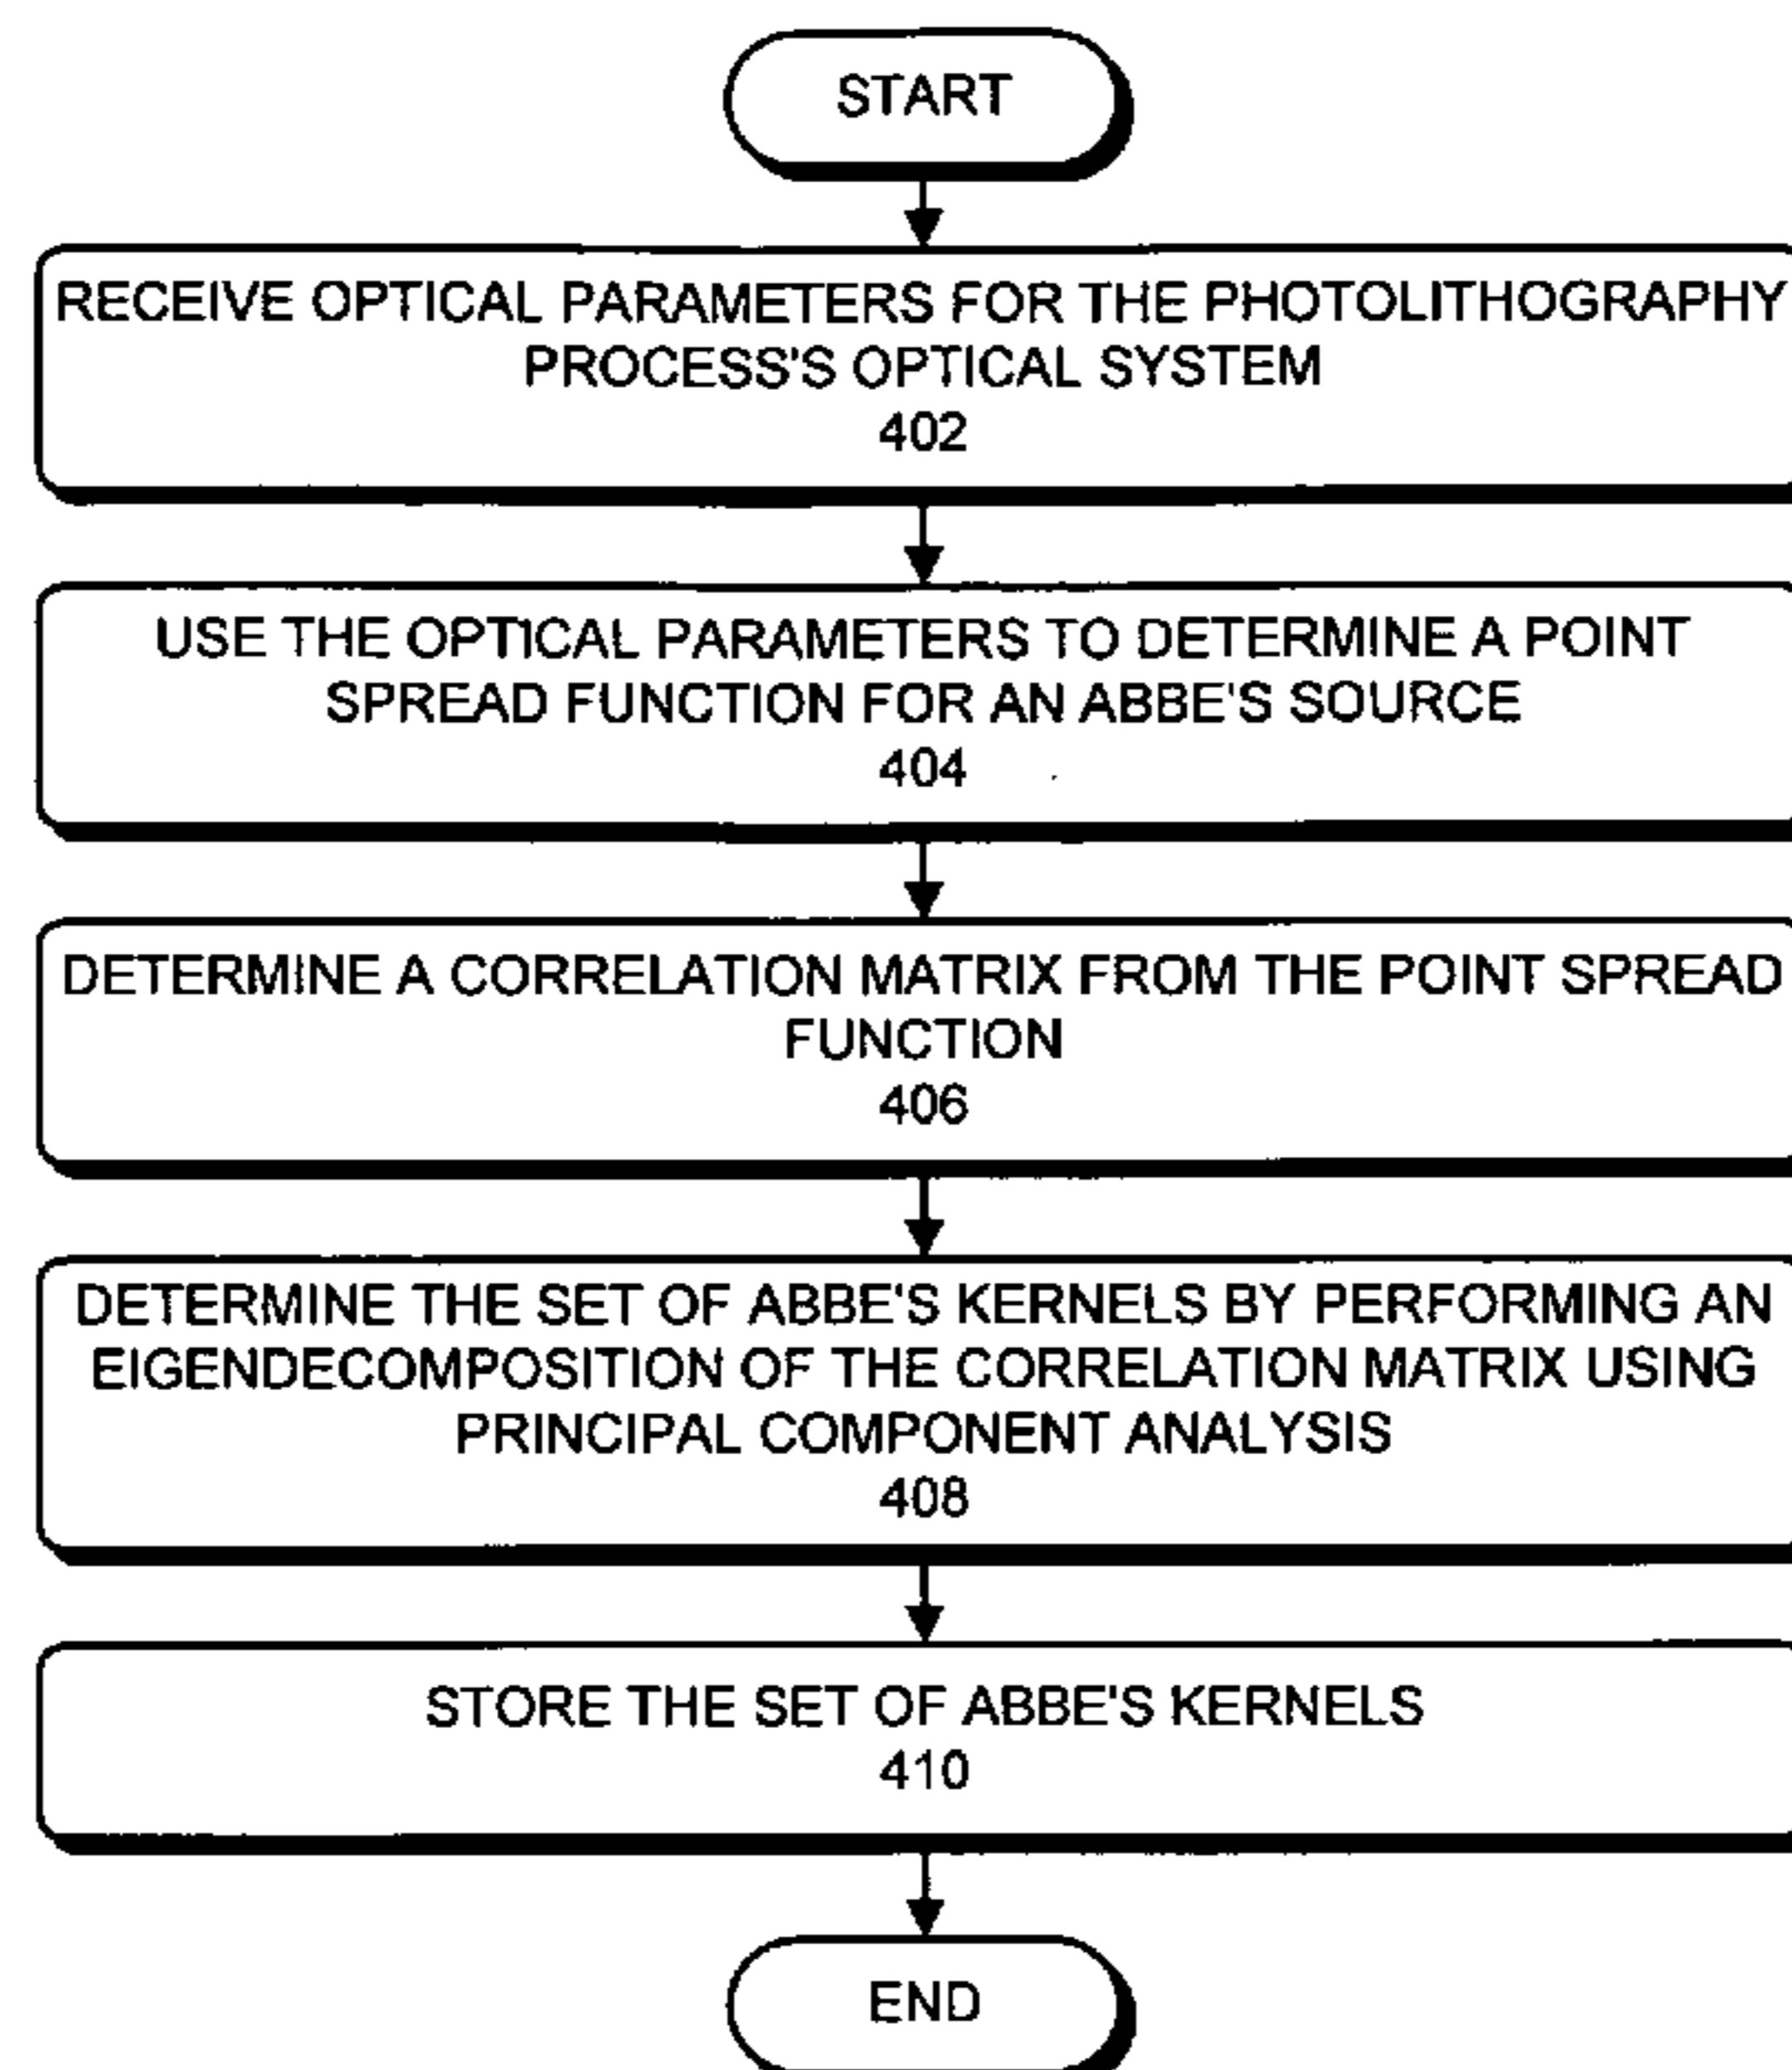 START
RECEIVE OPTICAL PARAMETERS FOR THE PHOTOLITHOGRAPHY
PROCESS'S OPTICAL SYSTEM
402
USE THE OPTICAL PARAMETERS TO DETERMINE A POINT
SPREAD FUNCTION FOR AN ABBE'S SOURCE
404
DETERMINE A CORRELATION MATRIX FROM THE POINT SPREAD
FUNCTION
406
DETERMINE THE SET OF ABBE'S KERNELS BY PERFORMING AN
EIGENDECOMPOSITION OF THE CORRELATION MATRIX USING
PRINCIPAL COMPONENT ANALYSIS
408
STORE THE SET OF ABBE'S KERNELS
410
END